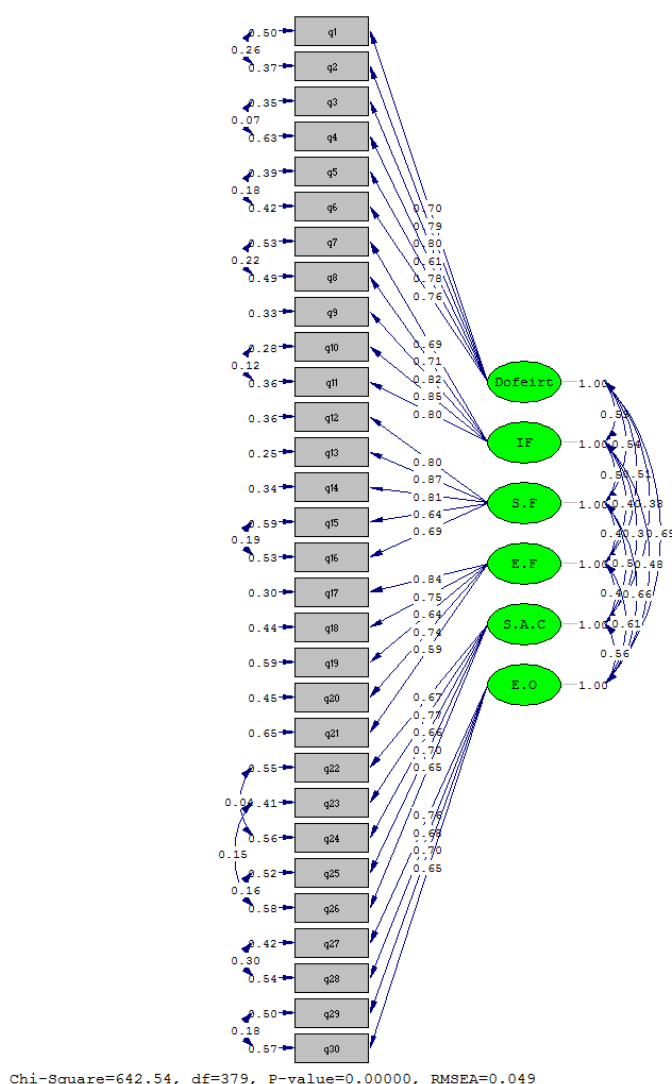 0.50 q1
0.26
0.37 q2
0.35 q3
0.07
0.63 q4
0.39 q5
0.18
0.42 q6
0.70
0.79
0.80
0.61
0.78
0.76
0.53 q7
0.22
0.49 q8
0.33 q9
0.28 q10
0.12
0.36 q11
0.69
0.71
0.82
0.85
0.80
Dofeirt 1.00
IF 1.00
S.F 1.00
E.F 1.00
S.A.C 1.00
E.O 1.00
0.36 q12
0.25 q13
0.34 q14
0.59 q15
0.19
0.53 q16
0.80
0.87
0.81
0.64
0.69
0.30 q17
0.44 q18
0.59 q19
0.45 q20
0.65 q21
0.84
0.75
0.64
0.74
0.59
0.54
0.51
0.38
0.69
0.48
0.66
0.61
0.56
0.55 q22
0.04
0.41 q23
0.56 q24
0.15
0.52 q25
0.16
0.58 q26
0.67
0.77
0.66
0.70
0.65
0.42 q27
0.30
0.54 q28
0.50 q29
0.18
0.57 q30
0.76
0.68
0.70
0.65
Chi-Square=642.54, df=379, P-value=0.00000, RMSEA=0.049